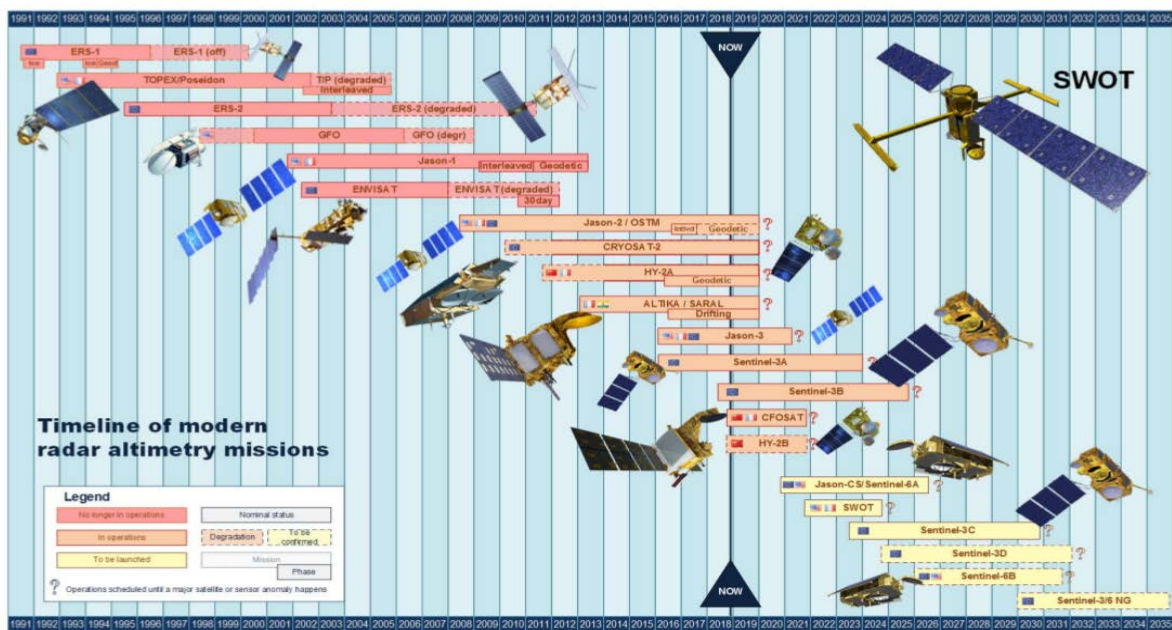 1991 1992 1993 1994 1995 1996 1997 1998 1999 2000 2001 2002 2003 2004 2005 2006 2007 2008 2009 2010 2011 2012 2013 2014 2015 2016 2017 2018 2019 2020 2021 2022 2023 2024 2025 2026 2027 2028 2029 2030 2031 2032 2033 2034 2035
NOW
SWOT
ERS-1 ERS-1 (off)
Ice Ice/Geod
TOPEX/Poseidon T/P (degraded)
Interleaved
ERS-2 ERS-2 (degraded)
GFO GFO (degr)
Jason-1
Interleaved Geodetic
ENVISAT ENVISAT (degraded)
30day
Jason-2 / OSTM ?
Geodetic
CRYOSAT-2 ?
HY-2A ?
Geodetic
ALTIKA / SARAL ?
Drifting
Jason-3 ?
Sentinel-3A ?
Sentinel-3B ?
CFOSAT ?
HY-2B ?
Jason-CS/Sentinel-6A ?
SWOT ?
Sentinel-3C ?
Sentinel-3D ?
Sentinel-6B ?
Sentinel-3/6 NG
Timeline of modern
radar altimetry missions
Legend
No longer in operations Nominal status
In operations Degradation To be
confirmed
To be launched Mission
Phase
? Operations scheduled until a major satellite or sensor anomaly happens
NOW
1991 1992 1993 1994 1995 1996 1997 1998 1999 2000 2001 2002 2003 2004 2005 2006 2007 2008 2009 2010 2011 2012 2013 2014 2015 2016 2017 2018 2019 2020 2021 2022 2023 2024 2025 2026 2027 2028 2029 2030 2031 2032 2033 2034 2035